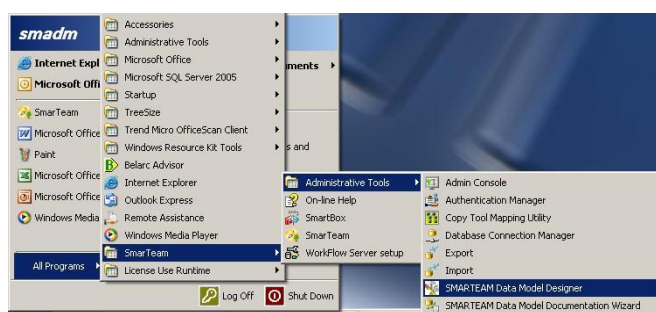 smadm
Internet Expl
Microsoft Offi
SmarTeam
Microsoft Office
Paint
Microsoft Office
Microsoft Office
Windows Media
All Programs
Accessories
Administrative Tools
Microsoft Office
Microsoft SQL Server 2005
Startup
TreeSize
Trend Micro OfficeScan Client
Windows Resource Kit Tools
Belarc Advisor
Internet Explorer
Outlook Express
Remote Assistance
Windows Media Player
SmarTeam
License Use Runtime
uments
s and
Administrative Tools
On-line Help
SmartBox
SmarTeam
WorkFlow Server setup
Admin Console
Authentication Manager
Copy Tool Mapping Utility
Database Connection Manager
Export
Import
SMARTEAM Data Model Designer
SMARTEAM Data Model Documentation Wizard
Log Off
Shut Down